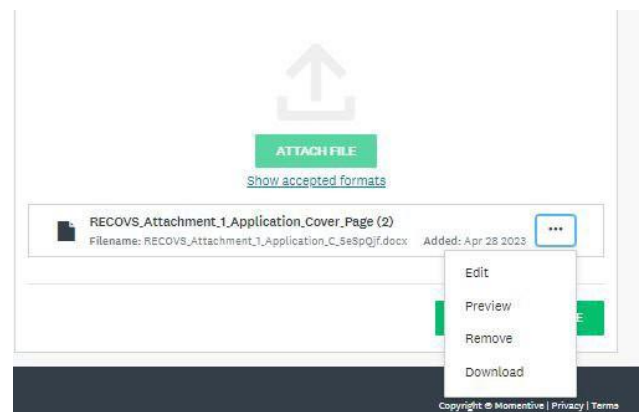 ATTACH FILE
Show accepted formats
RECOVS_Attachment_1_Application_Cover_Page (2)
Filename: RECOVS_Attachment_1_Application_C_SeSpQjf.docx Added: Apr 28 2023 •••
Edit
Preview
E
Remove
Download
Copyright © Momentive | Privacy | Terms